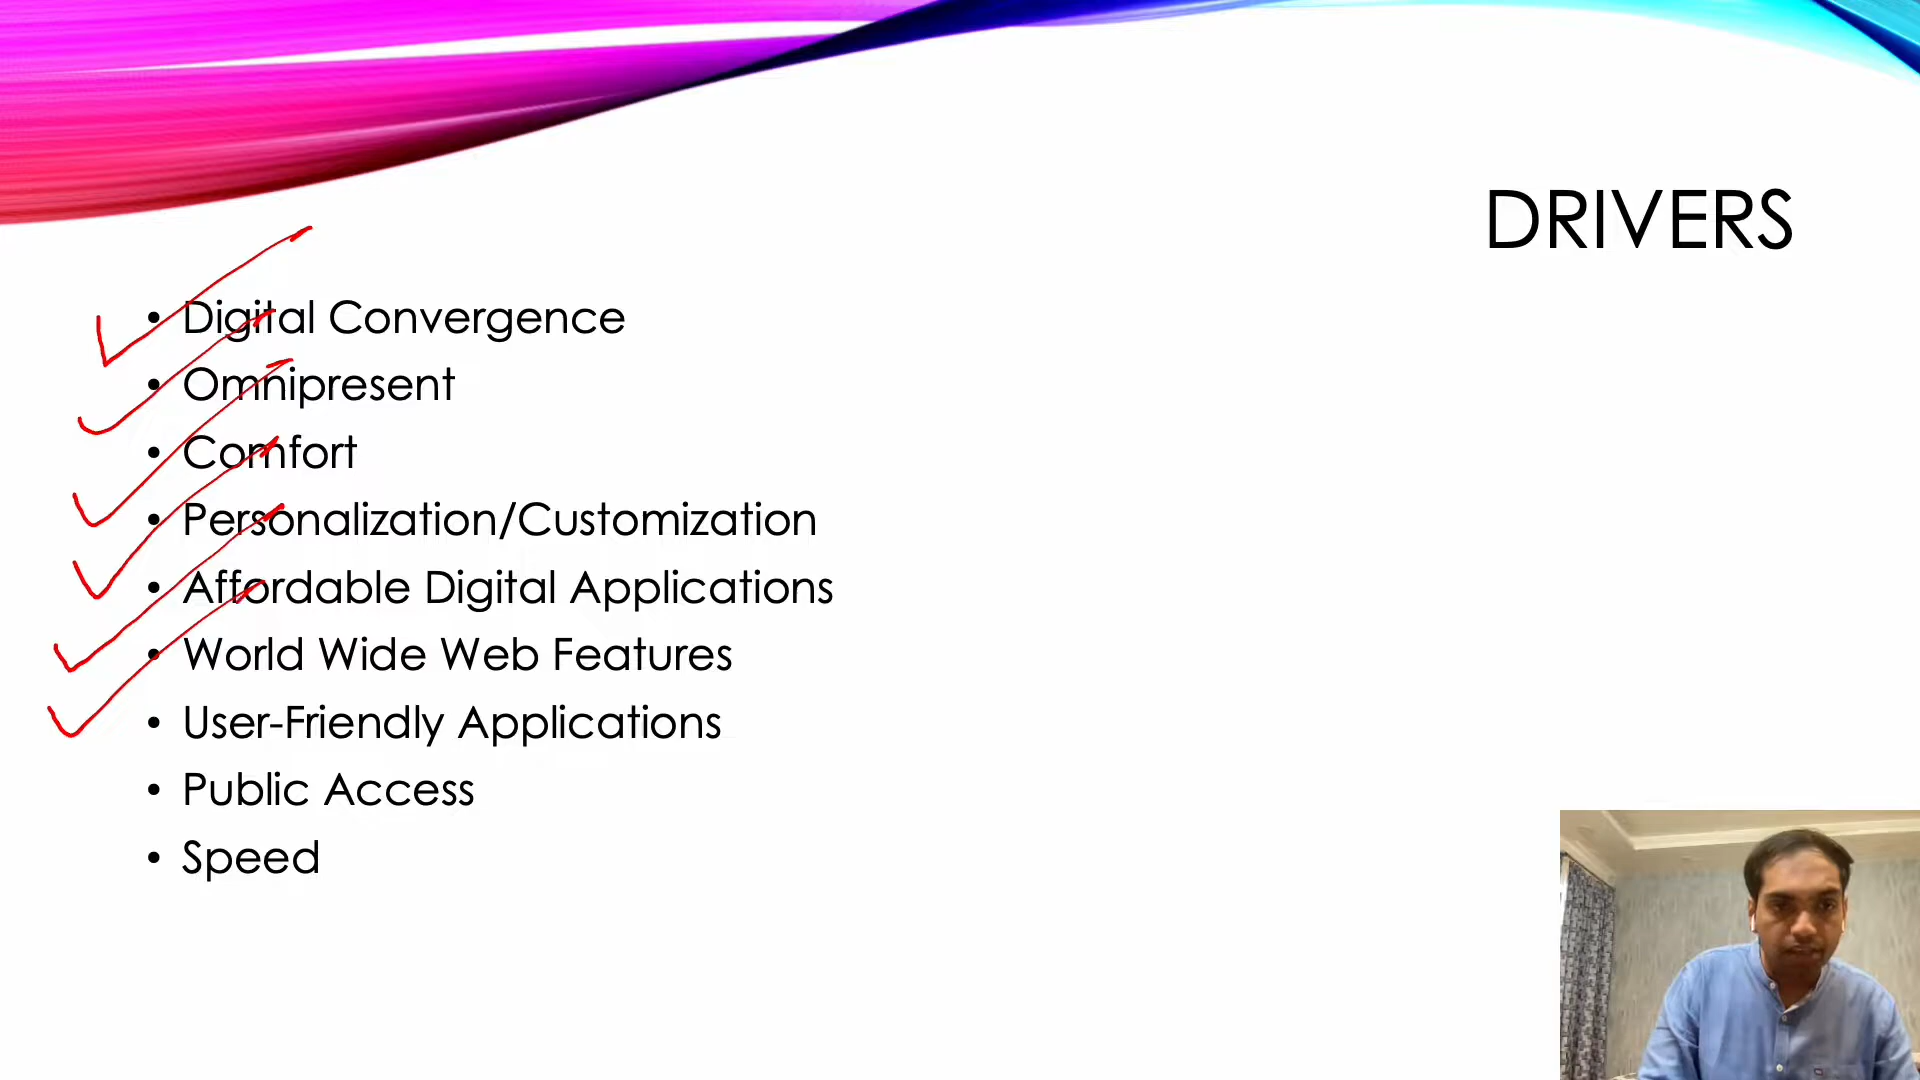 DRIVERS
• Digital Convergence
• Omnipresent
• Comfort
• Personalization/Customization
• Affordable Digital Applications
• World Wide Web Features
• User-Friendly Applications
• Public Access
• Speed